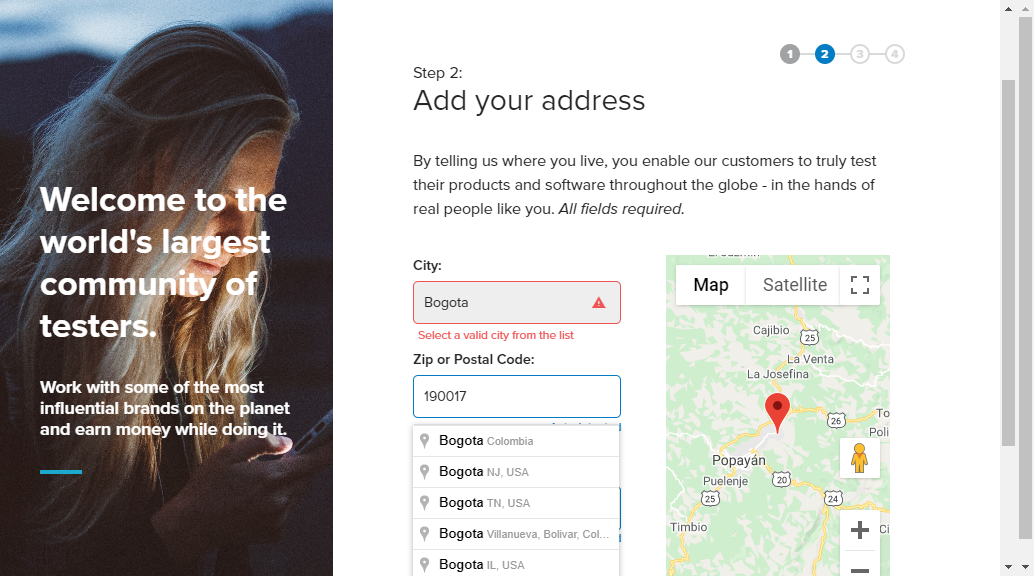 Welcome to the
world's largest
community of
testers.
Work with some of the most
influential brands on the planet
and earn money while doing it.
1 2 3 4
Step 2:
Add your address
By telling us where you live, you enable our customers to truly test
their products and software throughout the globe - in the hands of
real people like you. All fields required.
City:
Bogota
Select a valid city from the list
Zip or Postal Code:
190017
Bogota Colombia
Bogota NJ, USA
Bogota TN, USA
Bogota Villanueva, Bolivar, Col...
Bogota IL, USA
Map Satellite
Cajibio
25
La Venta
La Josefina
26
Popayán
Puelenje
20
25
24
Timbio